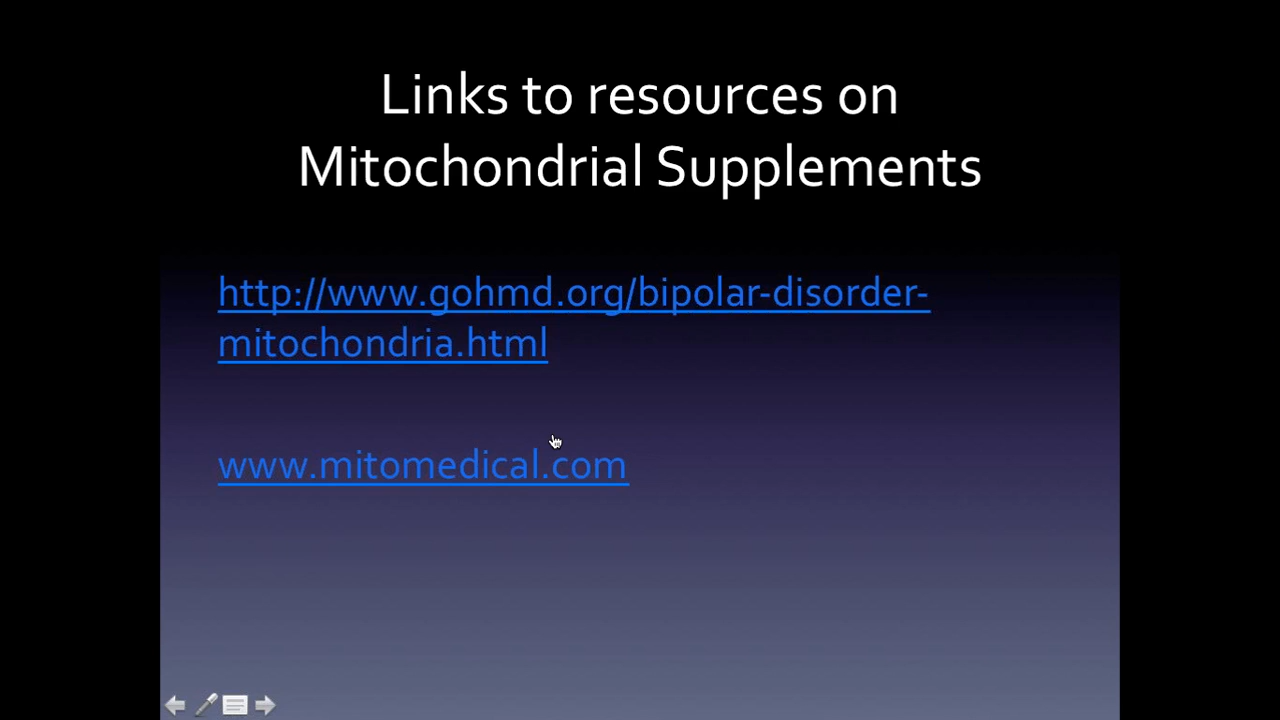 Links to resources on
Mitochondrial Supplements
http://www.gohmd.org/bipolar-disorder-
mitochondria.html
www.mitomedical.com